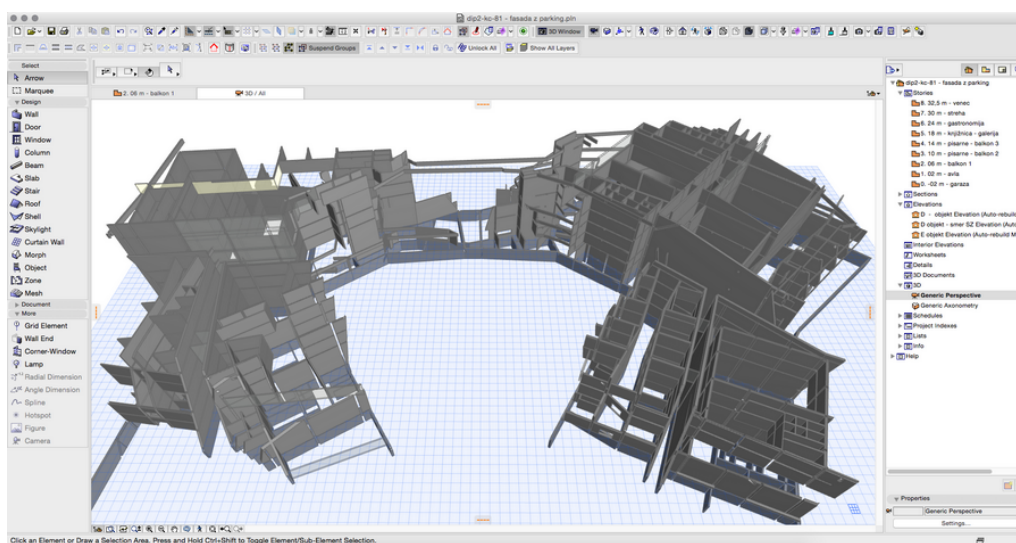 dip2-kc-81 - fasada z parking.pln
3D Window
Suspend Groups
Unlock All
Show All Layers
Select
Arrow
Marquee
Design
Wall
Door
Window
Column
Beam
Slab
Stair
Roof
Shell
Skylight
Curtain Wall
Morph
Object
Zone
Mesh
Document
More
Grid Element
Wall End
Corner-Window
Lamp
Radial Dimension
Angle Dimension
Spline
Hotspot
Figure
Camera
2. 06 m - balkon 1
3D / All
dip2-kc-81 - fasada z parking
Stories
8. 32,5 m - venec
7. 30 m - streha
6. 24 m - gastronomija
5. 18 m - knjižnica - galerija
4. 14 m - pisarne - balkon 3
3. 10 m - pisarne - balkon 2
2. 06 m - balkon 1
1. 02 m - avla
0. -02 m - garaza
Sections
Elevations
D - objekt Elevation (Auto-rebuild
D objekt - smer SZ Elevation (Auto
E objekt Elevation (Auto-rebuild M
Interior Elevations
Worksheets
Details
3D Documents
3D
Generic Perspective
Generic Axonometry
Schedules
Project Indexes
Lists
Info
Help
Properties
Generic Perspective
Settings...
Click an Element or Draw a Selection Area. Press and Hold Ctrl+Shift to Toggle Element/Sub-Element Selection.